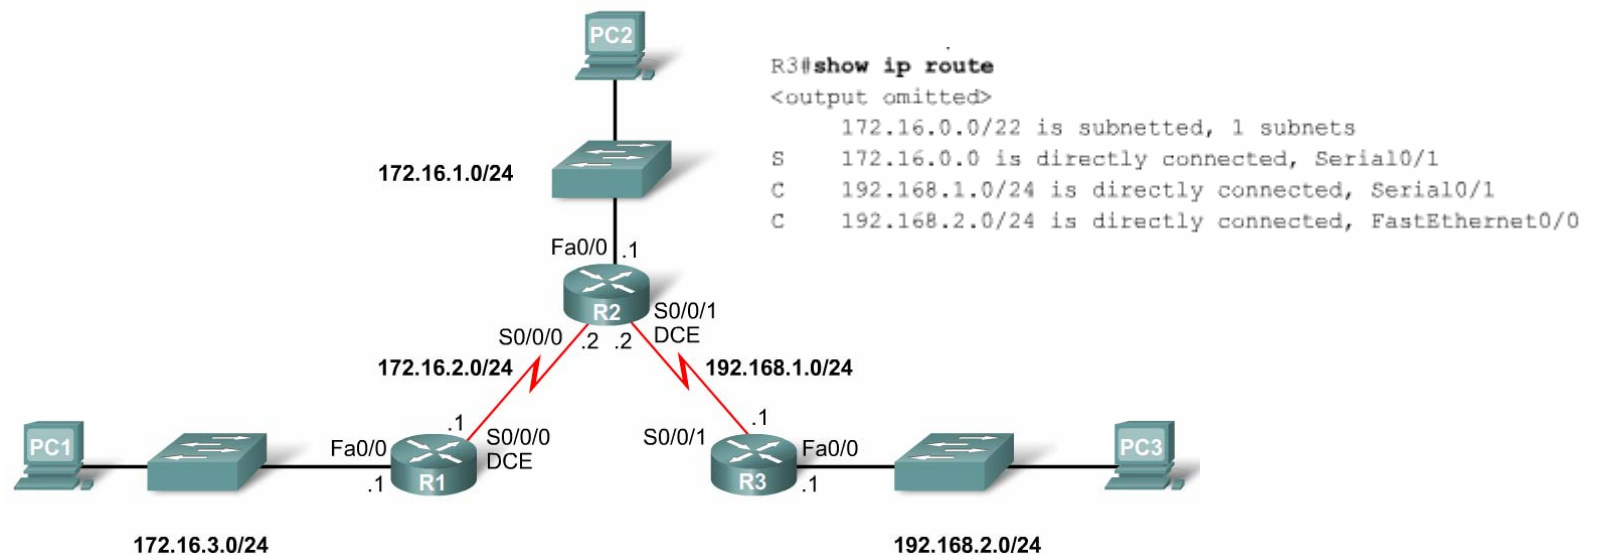 PC2
R3#show ip route
<output omitted>
172.16.0.0/22 is subnetted, 1 subnets
S 172.16.0.0 is directly connected, Serial0/1
C 192.168.1.0/24 is directly connected, Serial0/1
C 192.168.2.0/24 is directly connected, FastEthernet0/0
172.16.1.0/24
Fa0/0 .1
R2
S0/0/1
DCE
S0/0/0 .2 .2
172.16.2.0/24
192.168.1.0/24
PC1
Fa0/0
.1
S0/0/0
DCE
.1
R1
S0/0/1
.1
Fa0/0
.1
R3
PC3
172.16.3.0/24
192.168.2.0/24